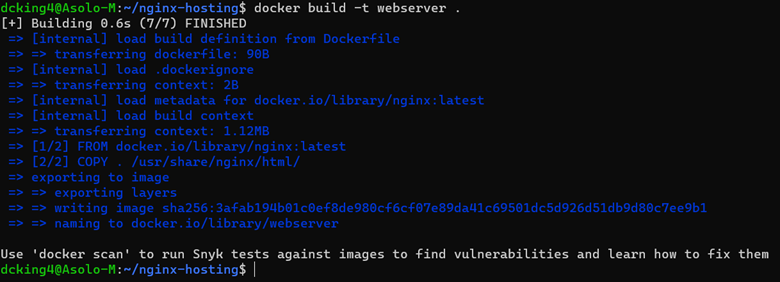 dcking4@Asolo-M:~/nginx-hosting$ docker build -t webserver .
[+] Building 0.6s (7/7) FINISHED
=> [internal] load build definition from Dockerfile
=> => transferring dockerfile: 90B
=> [internal] load .dockerignore
=> => transferring context: 2B
=> [internal] load metadata for docker.io/library/nginx:latest
=> [internal] load build context
=> => transferring context: 1.12MB
=> [1/2] FROM docker.io/library/nginx:latest
=> [2/2] COPY . /usr/share/nginx/html/
=> exporting to image
=> => exporting layers
=> => writing image sha256:3afab194b01c0ef8de980cf6cf07e89da41c69501dc5d926d51db9d80c7ee9b1
=> => naming to docker.io/library/webserver
Use 'docker scan' to run Snyk tests against images to find vulnerabilities and learn how to fix them
dcking4@Asolo-M:~/nginx-hosting$